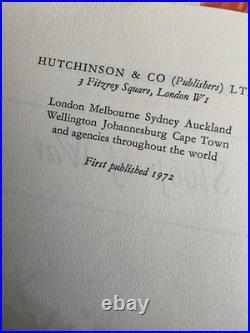 HUTCHINSON & CO (Publishers) LT
3 Fitzroy Square, London W1
London Melbourne Sydney Auckland
Wellington Johannesburg Cape Town
and agencies throughout the world
First published 1972